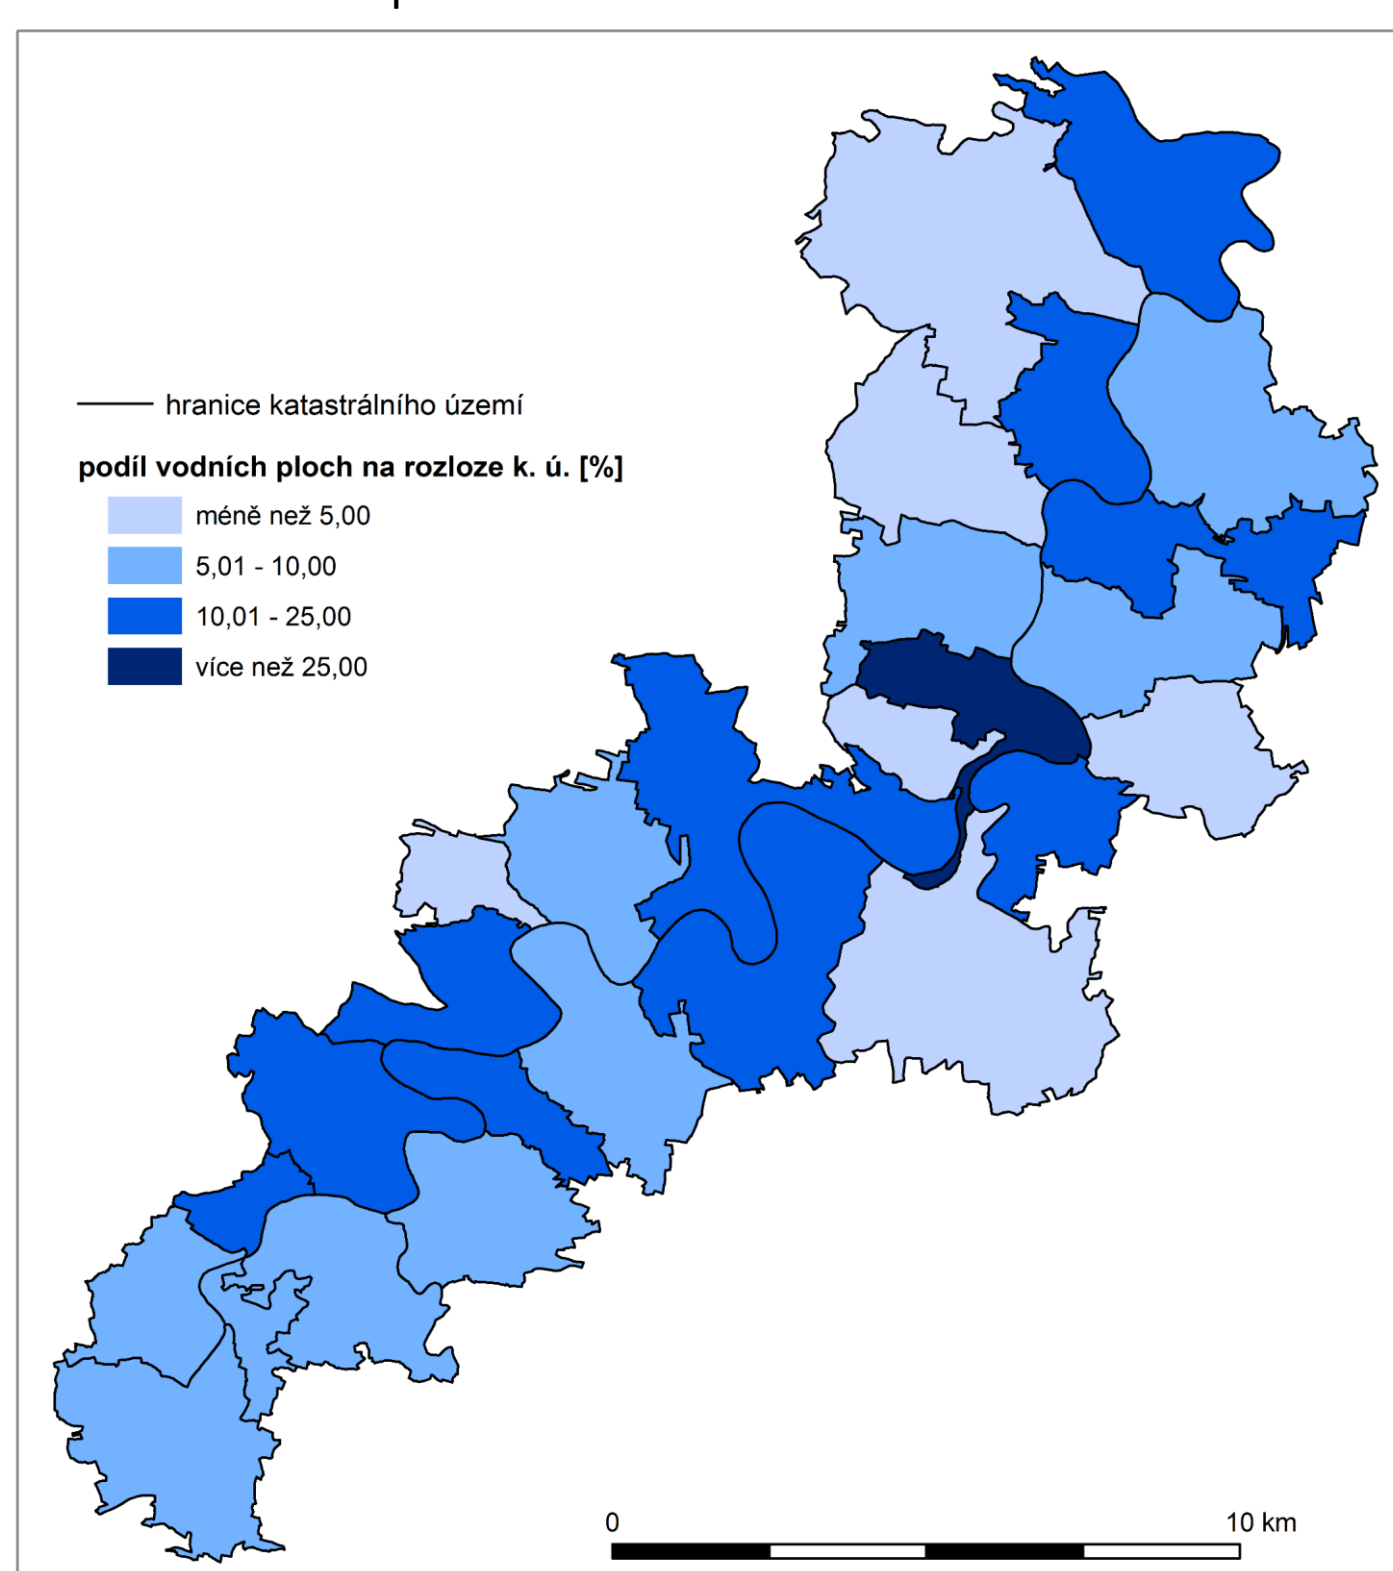 hranice katastrálního území
podíl vodních ploch na rozloze k. ú. [%]
méně než 5,00
5,01 - 10,00
10,01 - 25,00
více než 25,00
0
10 km